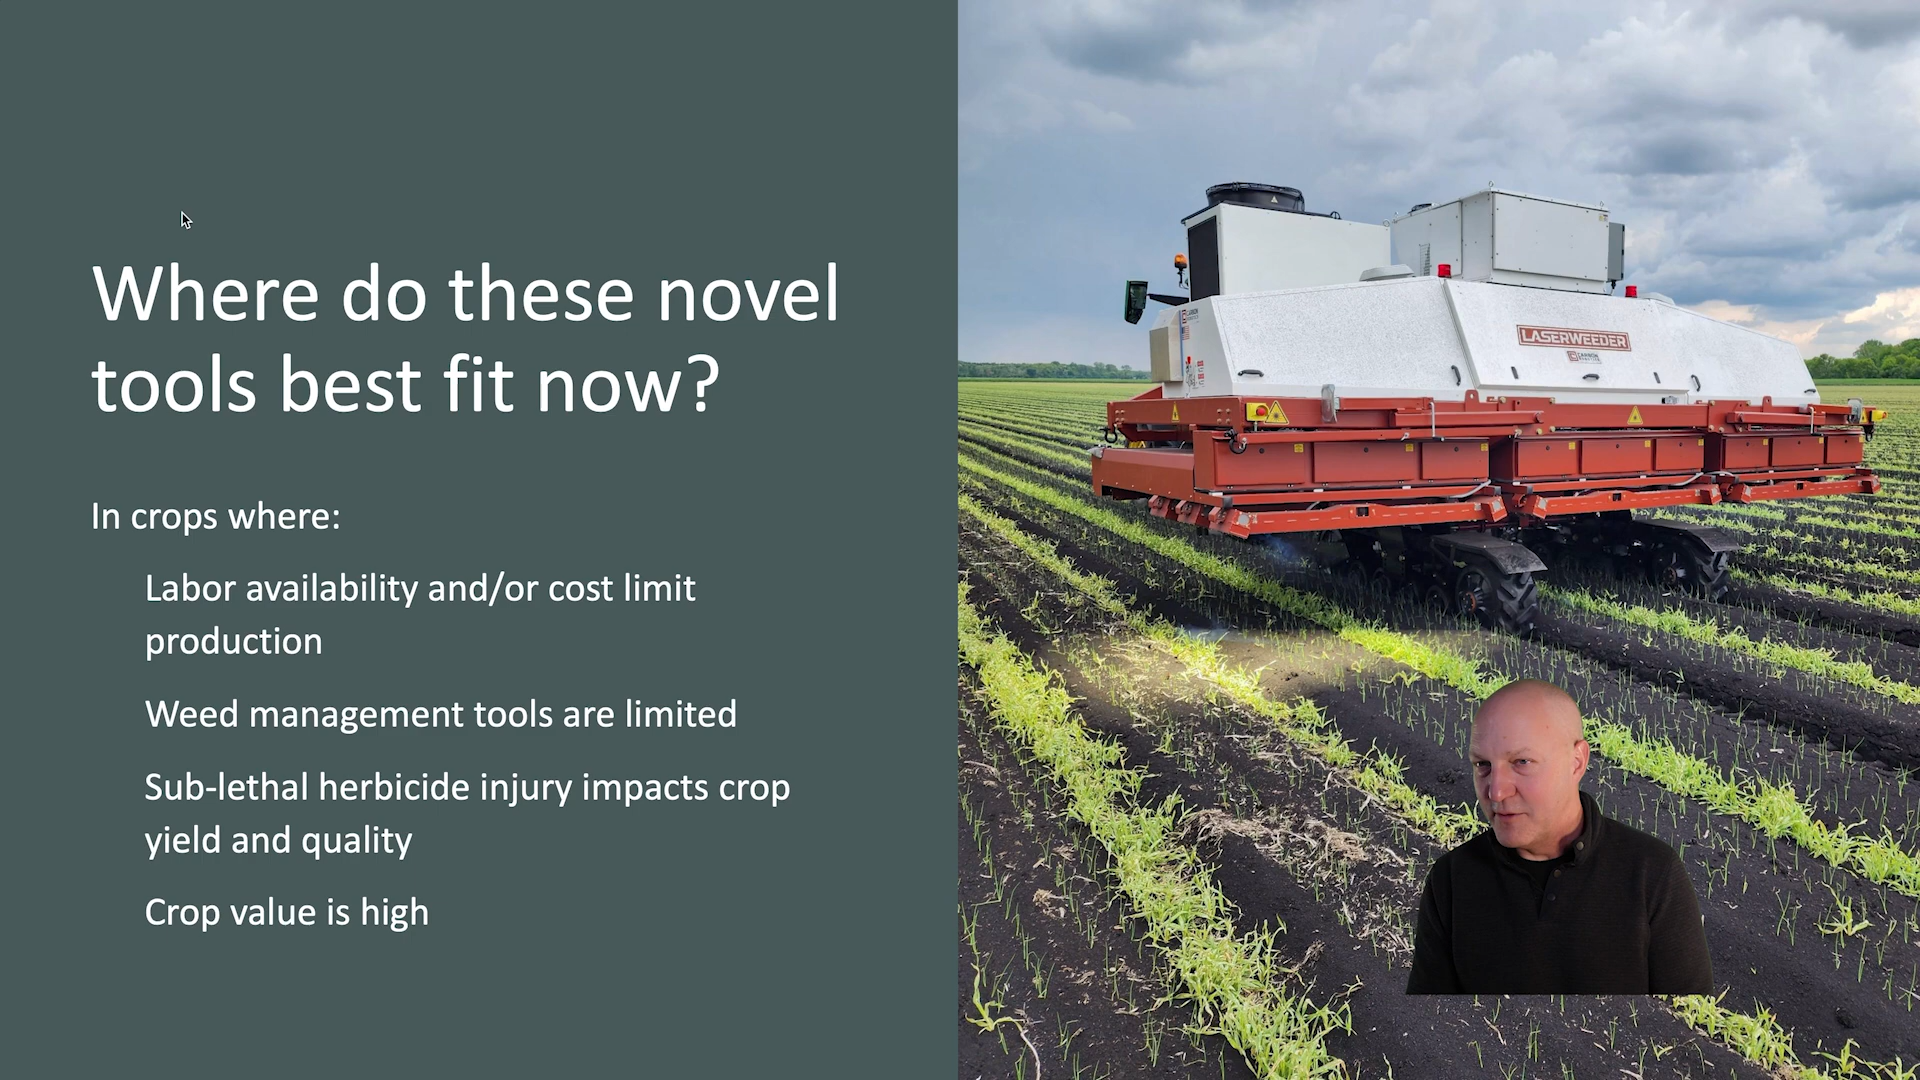 Where do these novel
tools best fit now?
In crops where:
Labor availability and/or cost limit
production
Weed management tools are limited
Sub-lethal herbicide injury impacts crop
yield and quality
Crop value is high
LASERWEEDER
CARBON